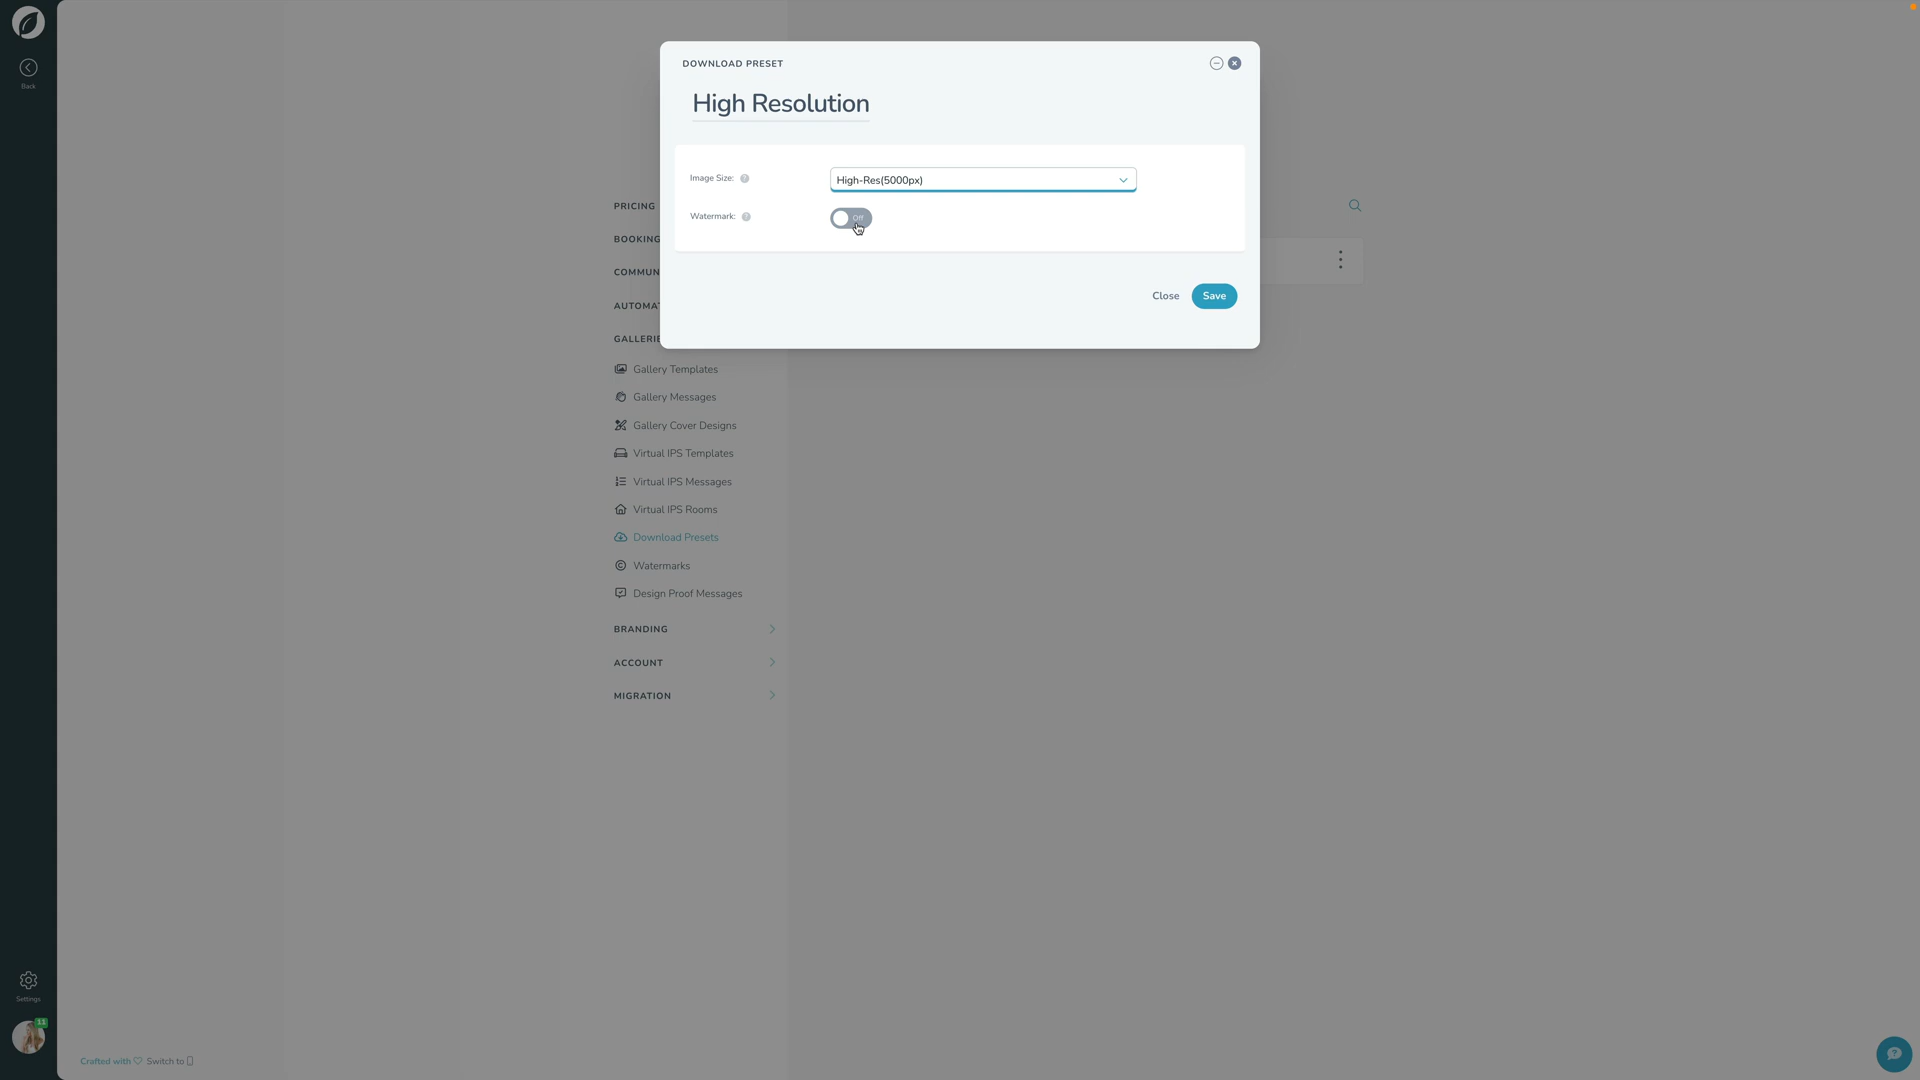 Back
DOWNLOAD PRESET
High Resolution
Image Size: ?
High-Res(5000px)
Watermark: ?
Off
Close
Save
PRICING
BOOKING
COMMUN
AUTOMAT
GALLERIE
Gallery Templates
Gallery Messages
Gallery Cover Designs
Virtual IPS Templates
Virtual IPS Messages
Virtual IPS Rooms
Download Presets
Watermarks
Design Proof Messages
BRANDING
ACCOUNT
MIGRATION
Settings
13
Crafted with ♡ Switch to